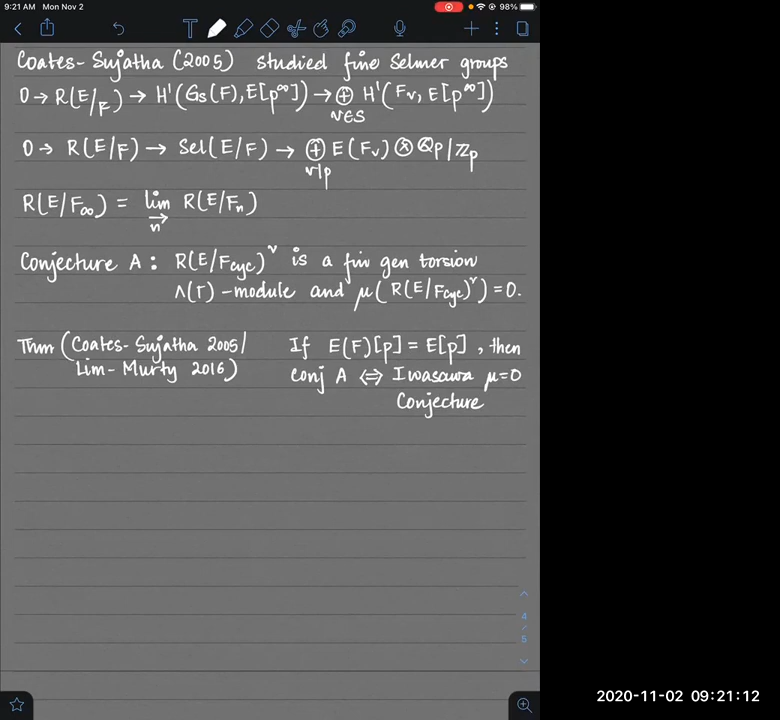 9:21 AM Mon Nov 2
98%
T
Coates-Sujatha (2005) studied fine Selmer groups
0 → R(E/F) → H¹(G_S(F), E[p^∞]) → ⊕_{v∈S} H¹(F_v, E[p^∞])
0 → R(E/F) → Sel(E/F) → ⊕_{v|p} E(F_v) ⊗ ℚp/ℤp
R(E/F_∞) = lim_{→ n} R(E/F_n)
Conjecture A : R(E/F_cyc)^∨ is a fin gen torsion
Λ(Γ)-module and μ(R(E/F_cyc)^∨) = 0.
Thm (Coates-Sujatha 2005/ If E(F)[p] = E[p], then
Lim-Murty 2016) Conj A ⇔ Iwasawa μ=0
Conjecture
4
/
5
2020-11-02 09:21:12